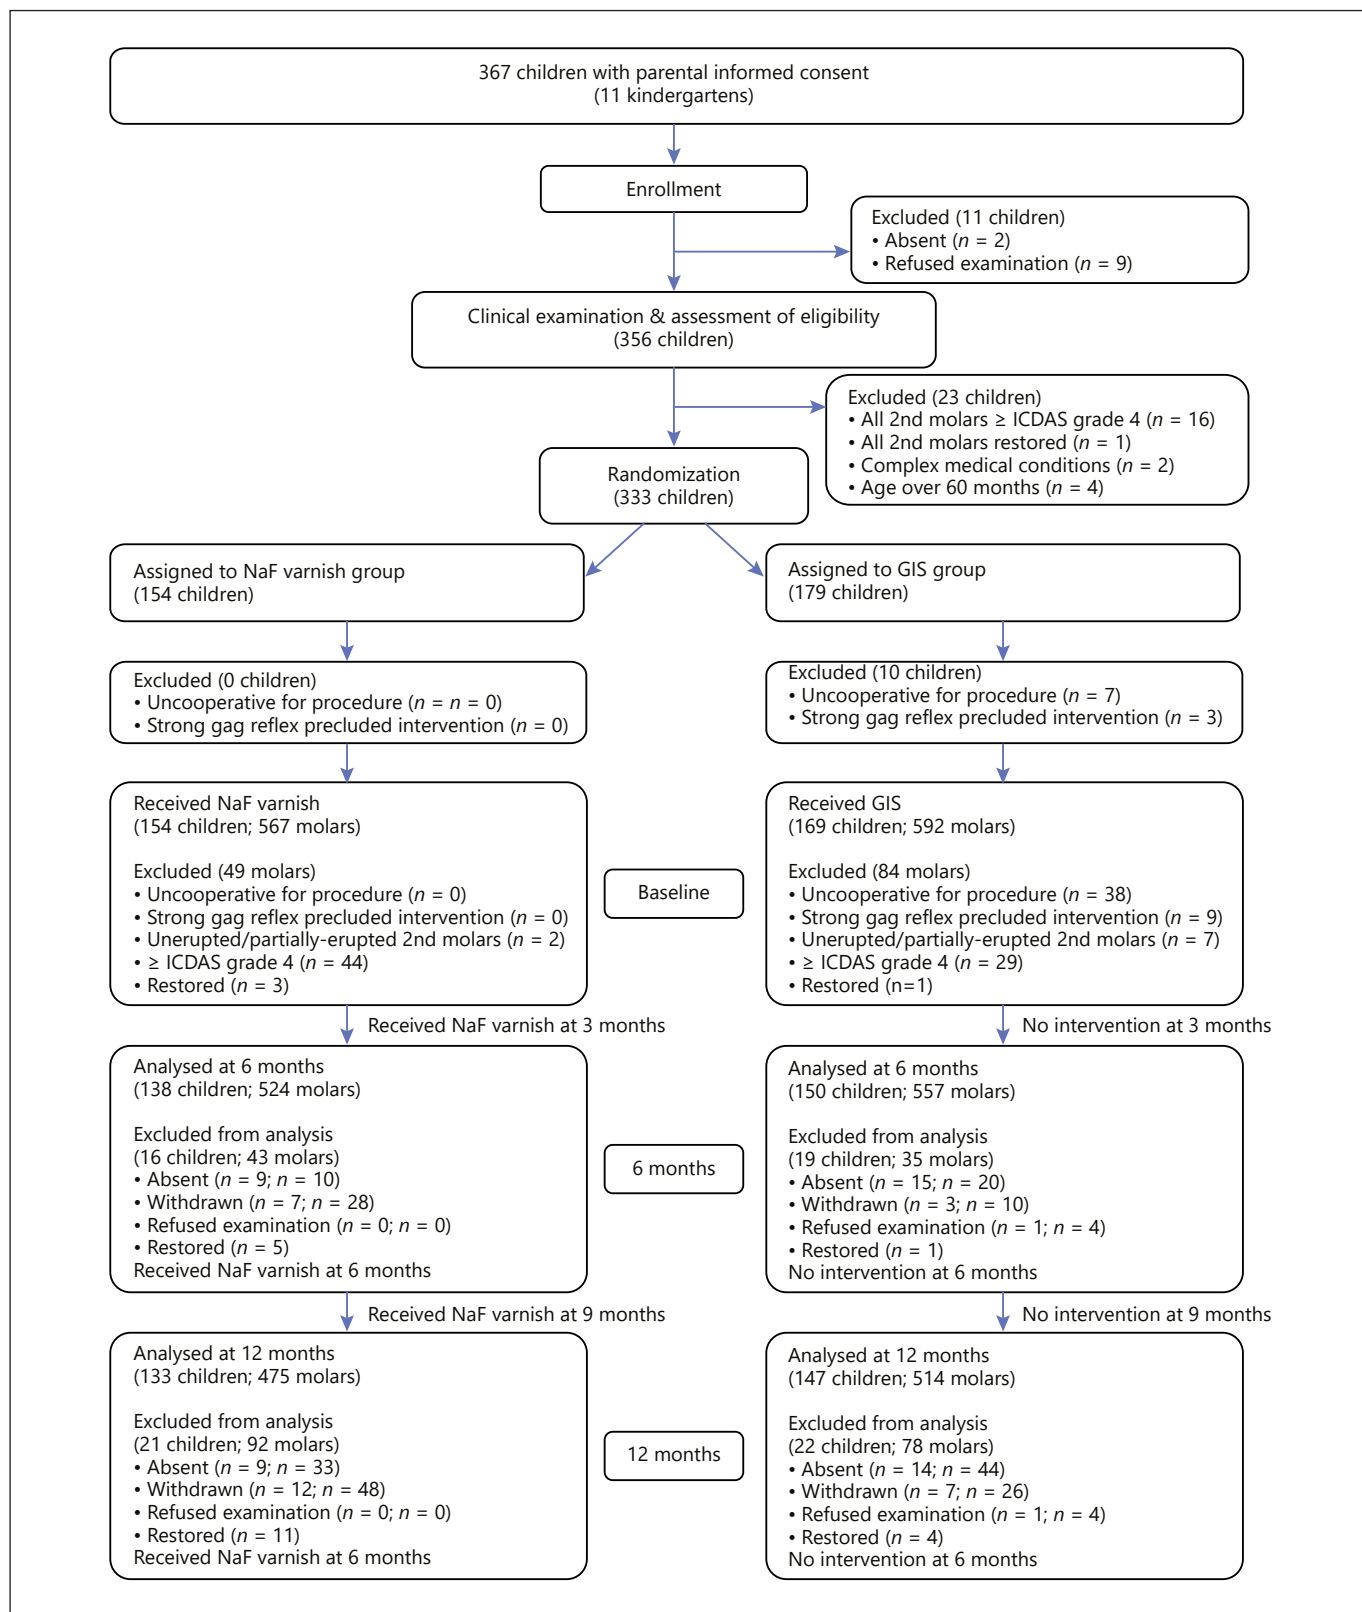 367 children with parental informed consent
(11 kindergartens)
Enrollment
Excluded (11 children)
• Absent (n = 2)
• Refused examination (n = 9)
Clinical examination & assessment of eligibility
(356 children)
Excluded (23 children)
• All 2nd molars ≥ ICDAS grade 4 (n = 16)
• All 2nd molars restored (n = 1)
• Complex medical conditions (n = 2)
• Age over 60 months (n = 4)
Randomization
(333 children)
Assigned to NaF varnish group
(154 children)
Assigned to GIS group
(179 children)
Excluded (0 children)
• Uncooperative for procedure (n = n = 0)
• Strong gag reflex precluded intervention (n = 0)
Excluded (10 children)
• Uncooperative for procedure (n = 7)
• Strong gag reflex precluded intervention (n = 3)
Received NaF varnish
(154 children; 567 molars)
Excluded (49 molars)
• Uncooperative for procedure (n = 0)
• Strong gag reflex precluded intervention (n = 0)
• Unerupted/partially-erupted 2nd molars (n = 2)
• ≥ ICDAS grade 4 (n = 44)
• Restored (n = 3)
Baseline
Received GIS
(169 children; 592 molars)
Excluded (84 molars)
• Uncooperative for procedure (n = 38)
• Strong gag reflex precluded intervention (n = 9)
• Unerupted/partially-erupted 2nd molars (n = 7)
• ≥ ICDAS grade 4 (n = 29)
• Restored (n=1)
Received NaF varnish at 3 months
No intervention at 3 months
Analysed at 6 months
(138 children; 524 molars)
Excluded from analysis
(16 children; 43 molars)
• Absent (n = 9; n = 10)
• Withdrawn (n = 7; n = 28)
• Refused examination (n = 0; n = 0)
• Restored (n = 5)
Received NaF varnish at 6 months
6 months
Analysed at 6 months
(150 children; 557 molars)
Excluded from analysis
(19 children; 35 molars)
• Absent (n = 15; n = 20)
• Withdrawn (n = 3; n = 10)
• Refused examination (n = 1; n = 4)
• Restored (n = 1)
No intervention at 6 months
Received NaF varnish at 9 months
No intervention at 9 months
Analysed at 12 months
(133 children; 475 molars)
Excluded from analysis
(21 children; 92 molars)
• Absent (n = 9; n = 33)
• Withdrawn (n = 12; n = 48)
• Refused examination (n = 0; n = 0)
• Restored (n = 11)
Received NaF varnish at 6 months
12 months
Analysed at 12 months
(147 children; 514 molars)
Excluded from analysis
(22 children; 78 molars)
• Absent (n = 14; n = 44)
• Withdrawn (n = 7; n = 26)
• Refused examination (n = 1; n = 4)
• Restored (n = 4)
No intervention at 6 months